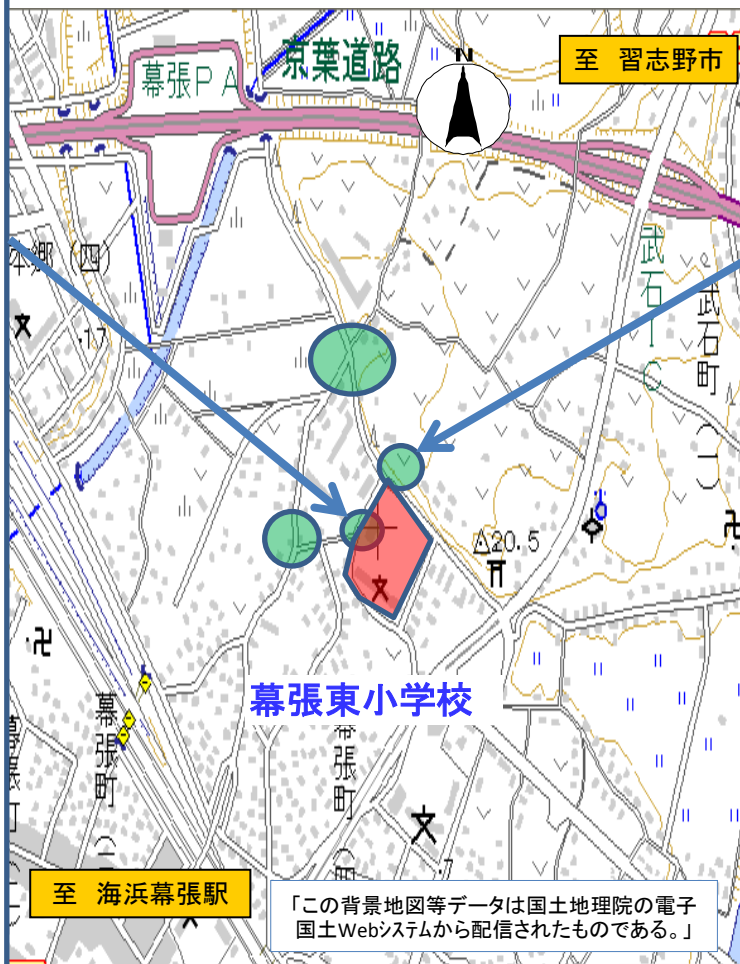 京葉道路
幕張PA
N
至 習志野市
本郷(四)
.17
武石IC
武石町(一)
△20.5
幕張東小学校
幕張町(
幕張町(
至 海浜幕張駅
「この背景地図等データは国土地理院の電子
国土Webシステムから配信されたものである。」